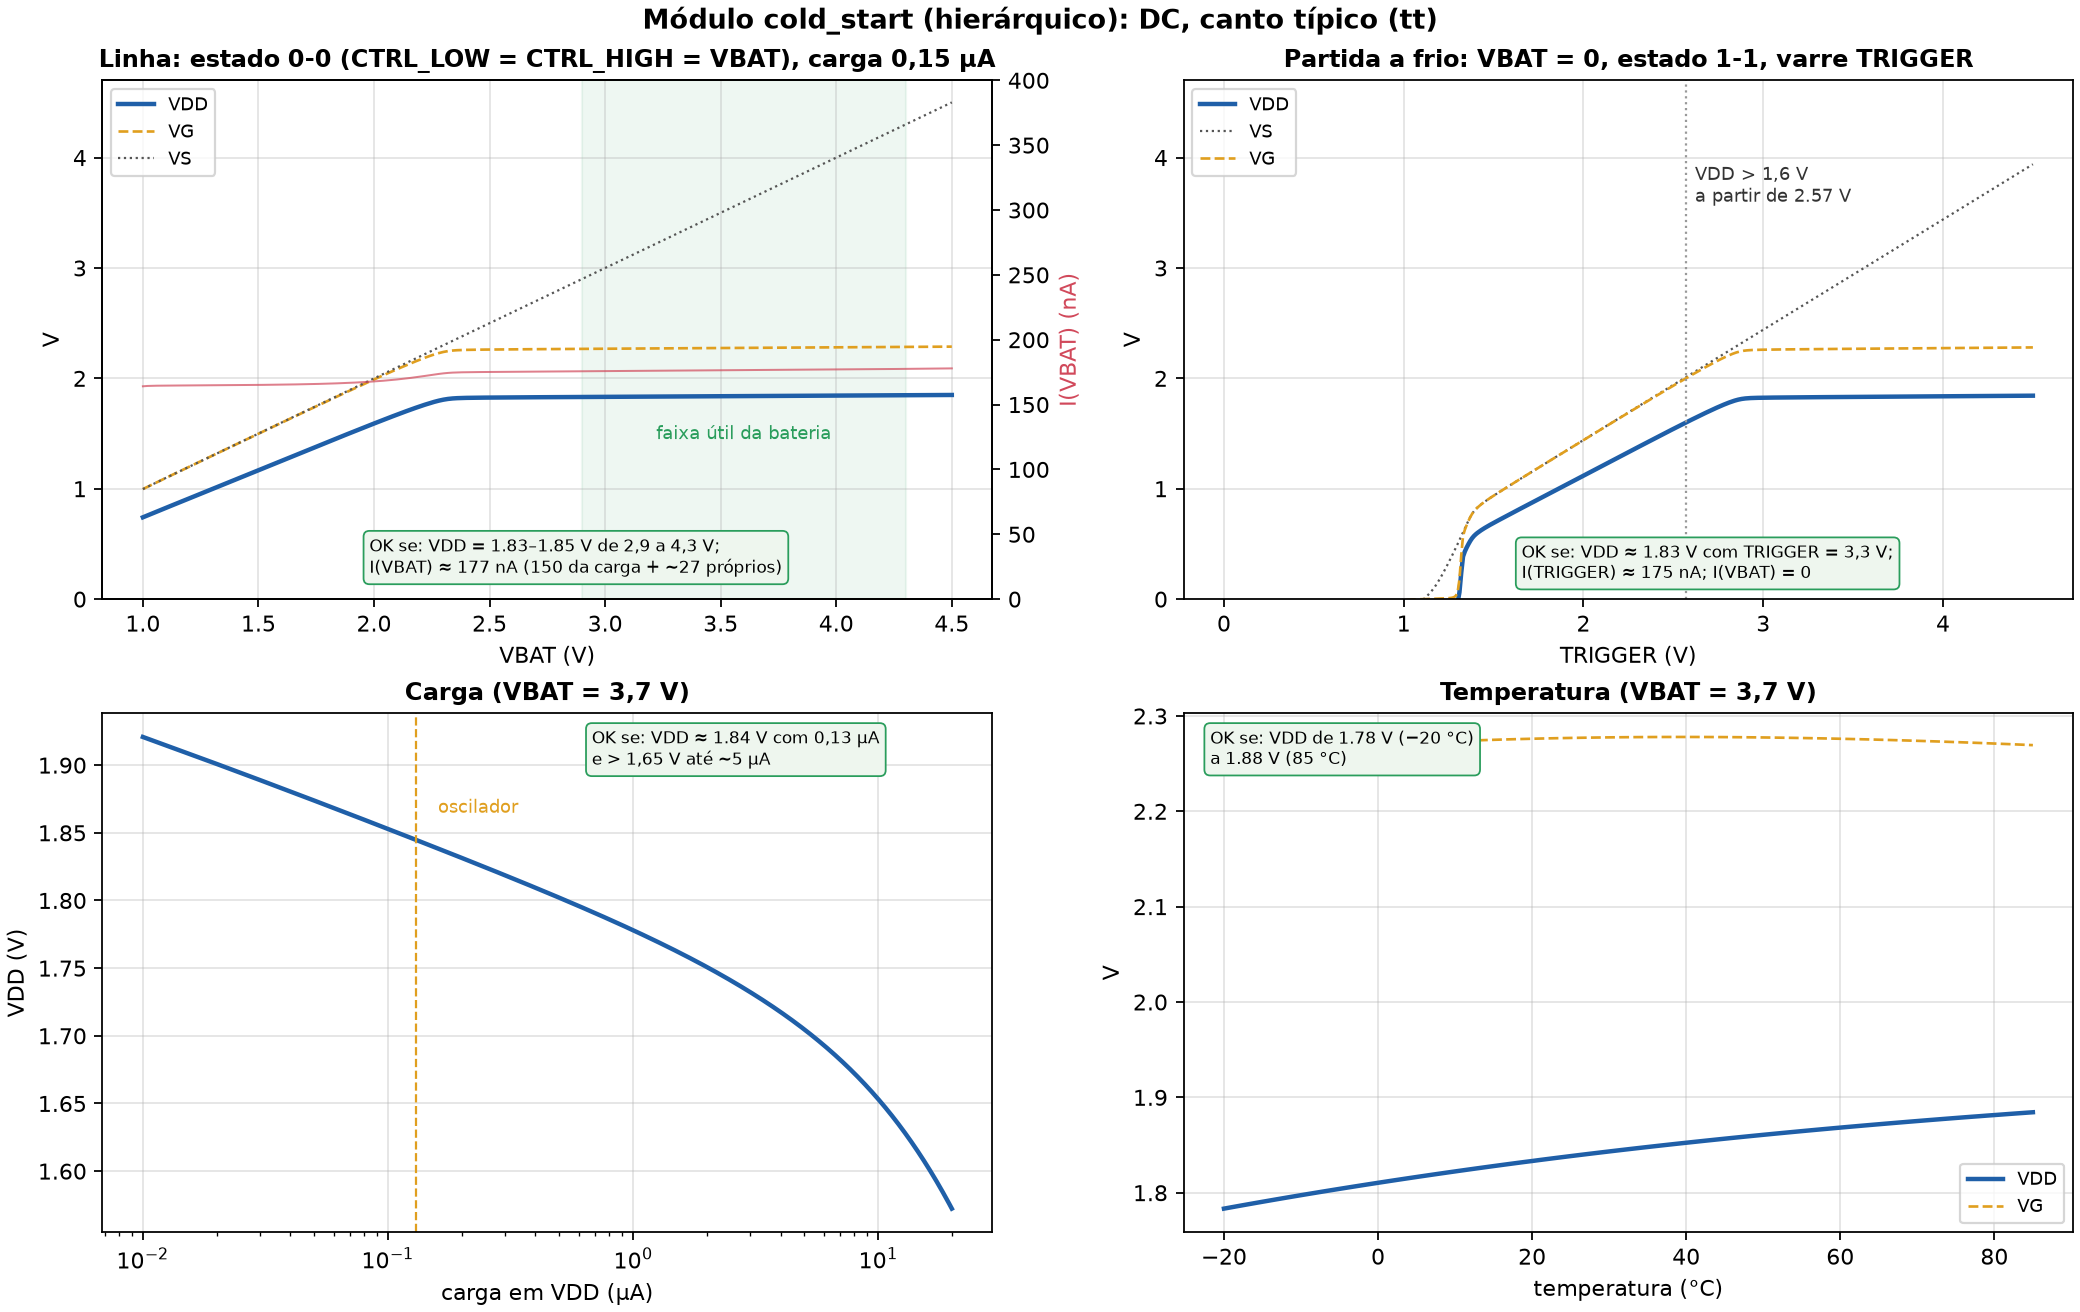 Módulo cold_start (hierárquico): DC, canto típico (tt)
Linha: estado 0-0 (CTRL_LOW = CTRL_HIGH = VBAT), carga 0,15 µA
VDD
VG
VS
V
4
3
2
1
0
400
350
300
250
200
150
100
50
0
I(VBAT) (nA)
faixa útil da bateria
OK se: VDD = 1.83–1.85 V de 2,9 a 4,3 V;
I(VBAT) ≈ 177 nA (150 da carga + ~27 próprios)
1.0 1.5 2.0 2.5 3.0 3.5 4.0 4.5
VBAT (V)
Partida a frio: VBAT = 0, estado 1-1, varre TRIGGER
VDD
VS
VG
V
4
3
2
1
0
VDD > 1,6 V
a partir de 2.57 V
OK se: VDD ≈ 1.83 V com TRIGGER = 3,3 V;
I(TRIGGER) ≈ 175 nA; I(VBAT) = 0
0 1 2 3 4
TRIGGER (V)
Carga (VBAT = 3,7 V)
VDD (V)
1.90
1.85
1.80
1.75
1.70
1.65
1.60
OK se: VDD ≈ 1.84 V com 0,13 µA
e > 1,65 V até ~5 µA
oscilador
10⁻² 10⁻¹ 10⁰ 10¹
carga em VDD (µA)
Temperatura (VBAT = 3,7 V)
V
2.3
2.2
2.1
2.0
1.9
1.8
OK se: VDD de 1.78 V (−20 °C)
a 1.88 V (85 °C)
VDD
VG
−20 0 20 40 60 80
temperatura (°C)